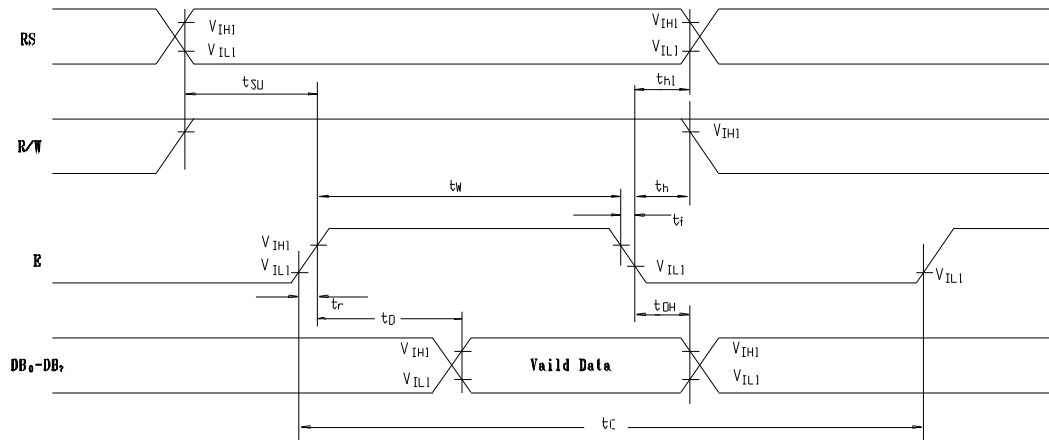 V_IH1 V_IH1
RS
V_IL1 V_IL1
t_SU t_h1
R/W V_IH1
t_W t_h
t_f
V_IH1
E V_IL1 V_IL1 V_IL1
t_r t_D t_DH
V_IH1 V_IH1
DB₀-DB₇ Vaild Data
V_IL1 V_IL1
t_C